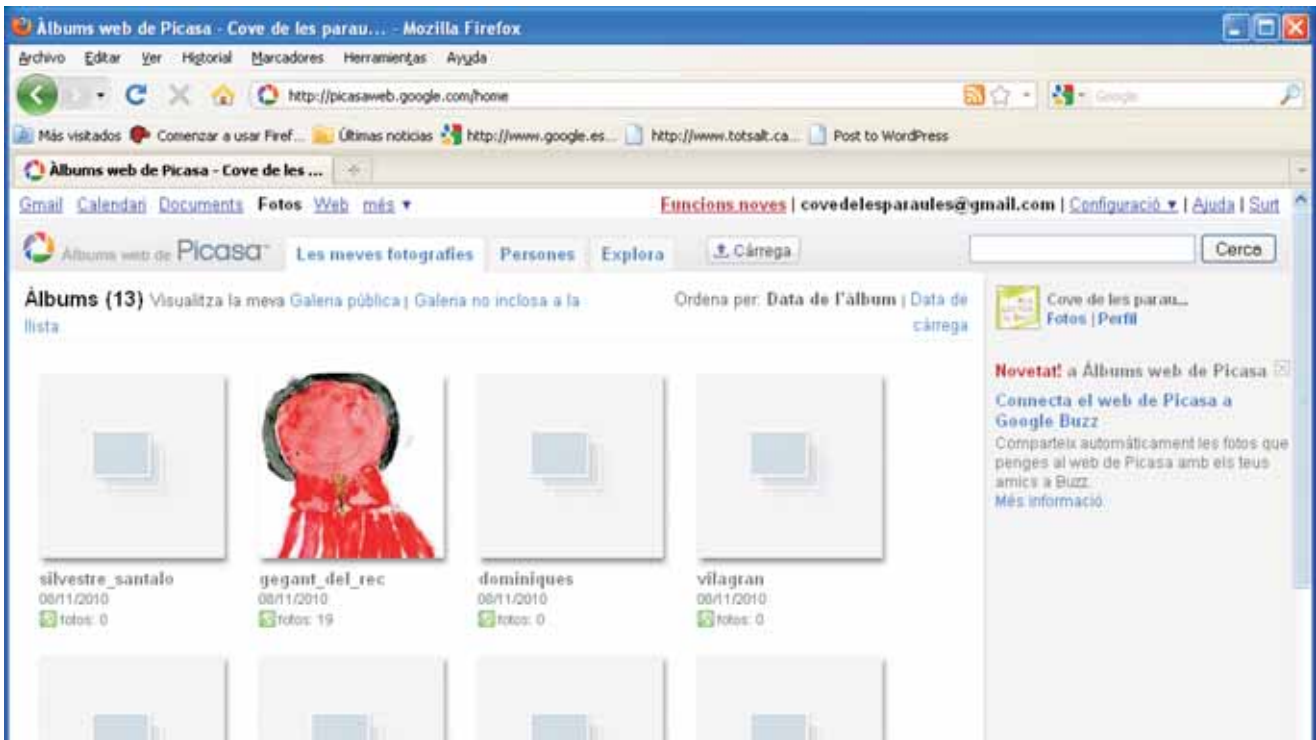 Àlbums web de Picasa - Cove de les parau... - Mozilla Firefox
Archivo Editar Ver Historial Marcadores Herramientas Ayuda
http://picasaweb.google.com/home Google
Más visitados Comenzar a usar Firef... Últimas noticias http://www.google.es... http://www.totsalt.ca... Post to WordPress
Àlbums web de Picasa - Cove de les ...
Gmail Calendari Documents Fotos Web més ▼ Funcions noves | covedelesparaules@gmail.com | Configuració ▼ | Ajuda | Surt
Àlbums web de Picasa™ Les meves fotografies Persones Explora Càrrega Cerca
Àlbums (13) Visualitza la meva Galeria pública | Galeria no inclosa a la
llista
Ordena per: Data de l'àlbum | Data de
càrrega
Cove de les parau...
Fotos | Perfil
Novetat! a Àlbums web de Picasa
Connecta el web de Picasa a
Google Buzz
Comparteix automàticament les fotos que
penges al web de Picasa amb els teus
amics a Buzz.
Més informació
silvestre_santalo
08/11/2010
fotos: 0
gegant_del_rec
08/11/2010
fotos: 19
dominiques
08/11/2010
fotos: 0
vilagran
08/11/2010
fotos: 0